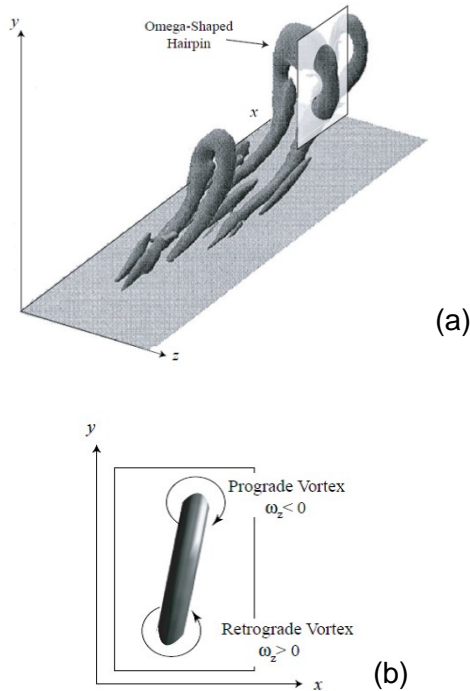 y
Omega-Shaped
Hairpin
x
z
(a)
y
Prograde Vortex
ω_z< 0
Retrograde Vortex
ω_z> 0
x
(b)